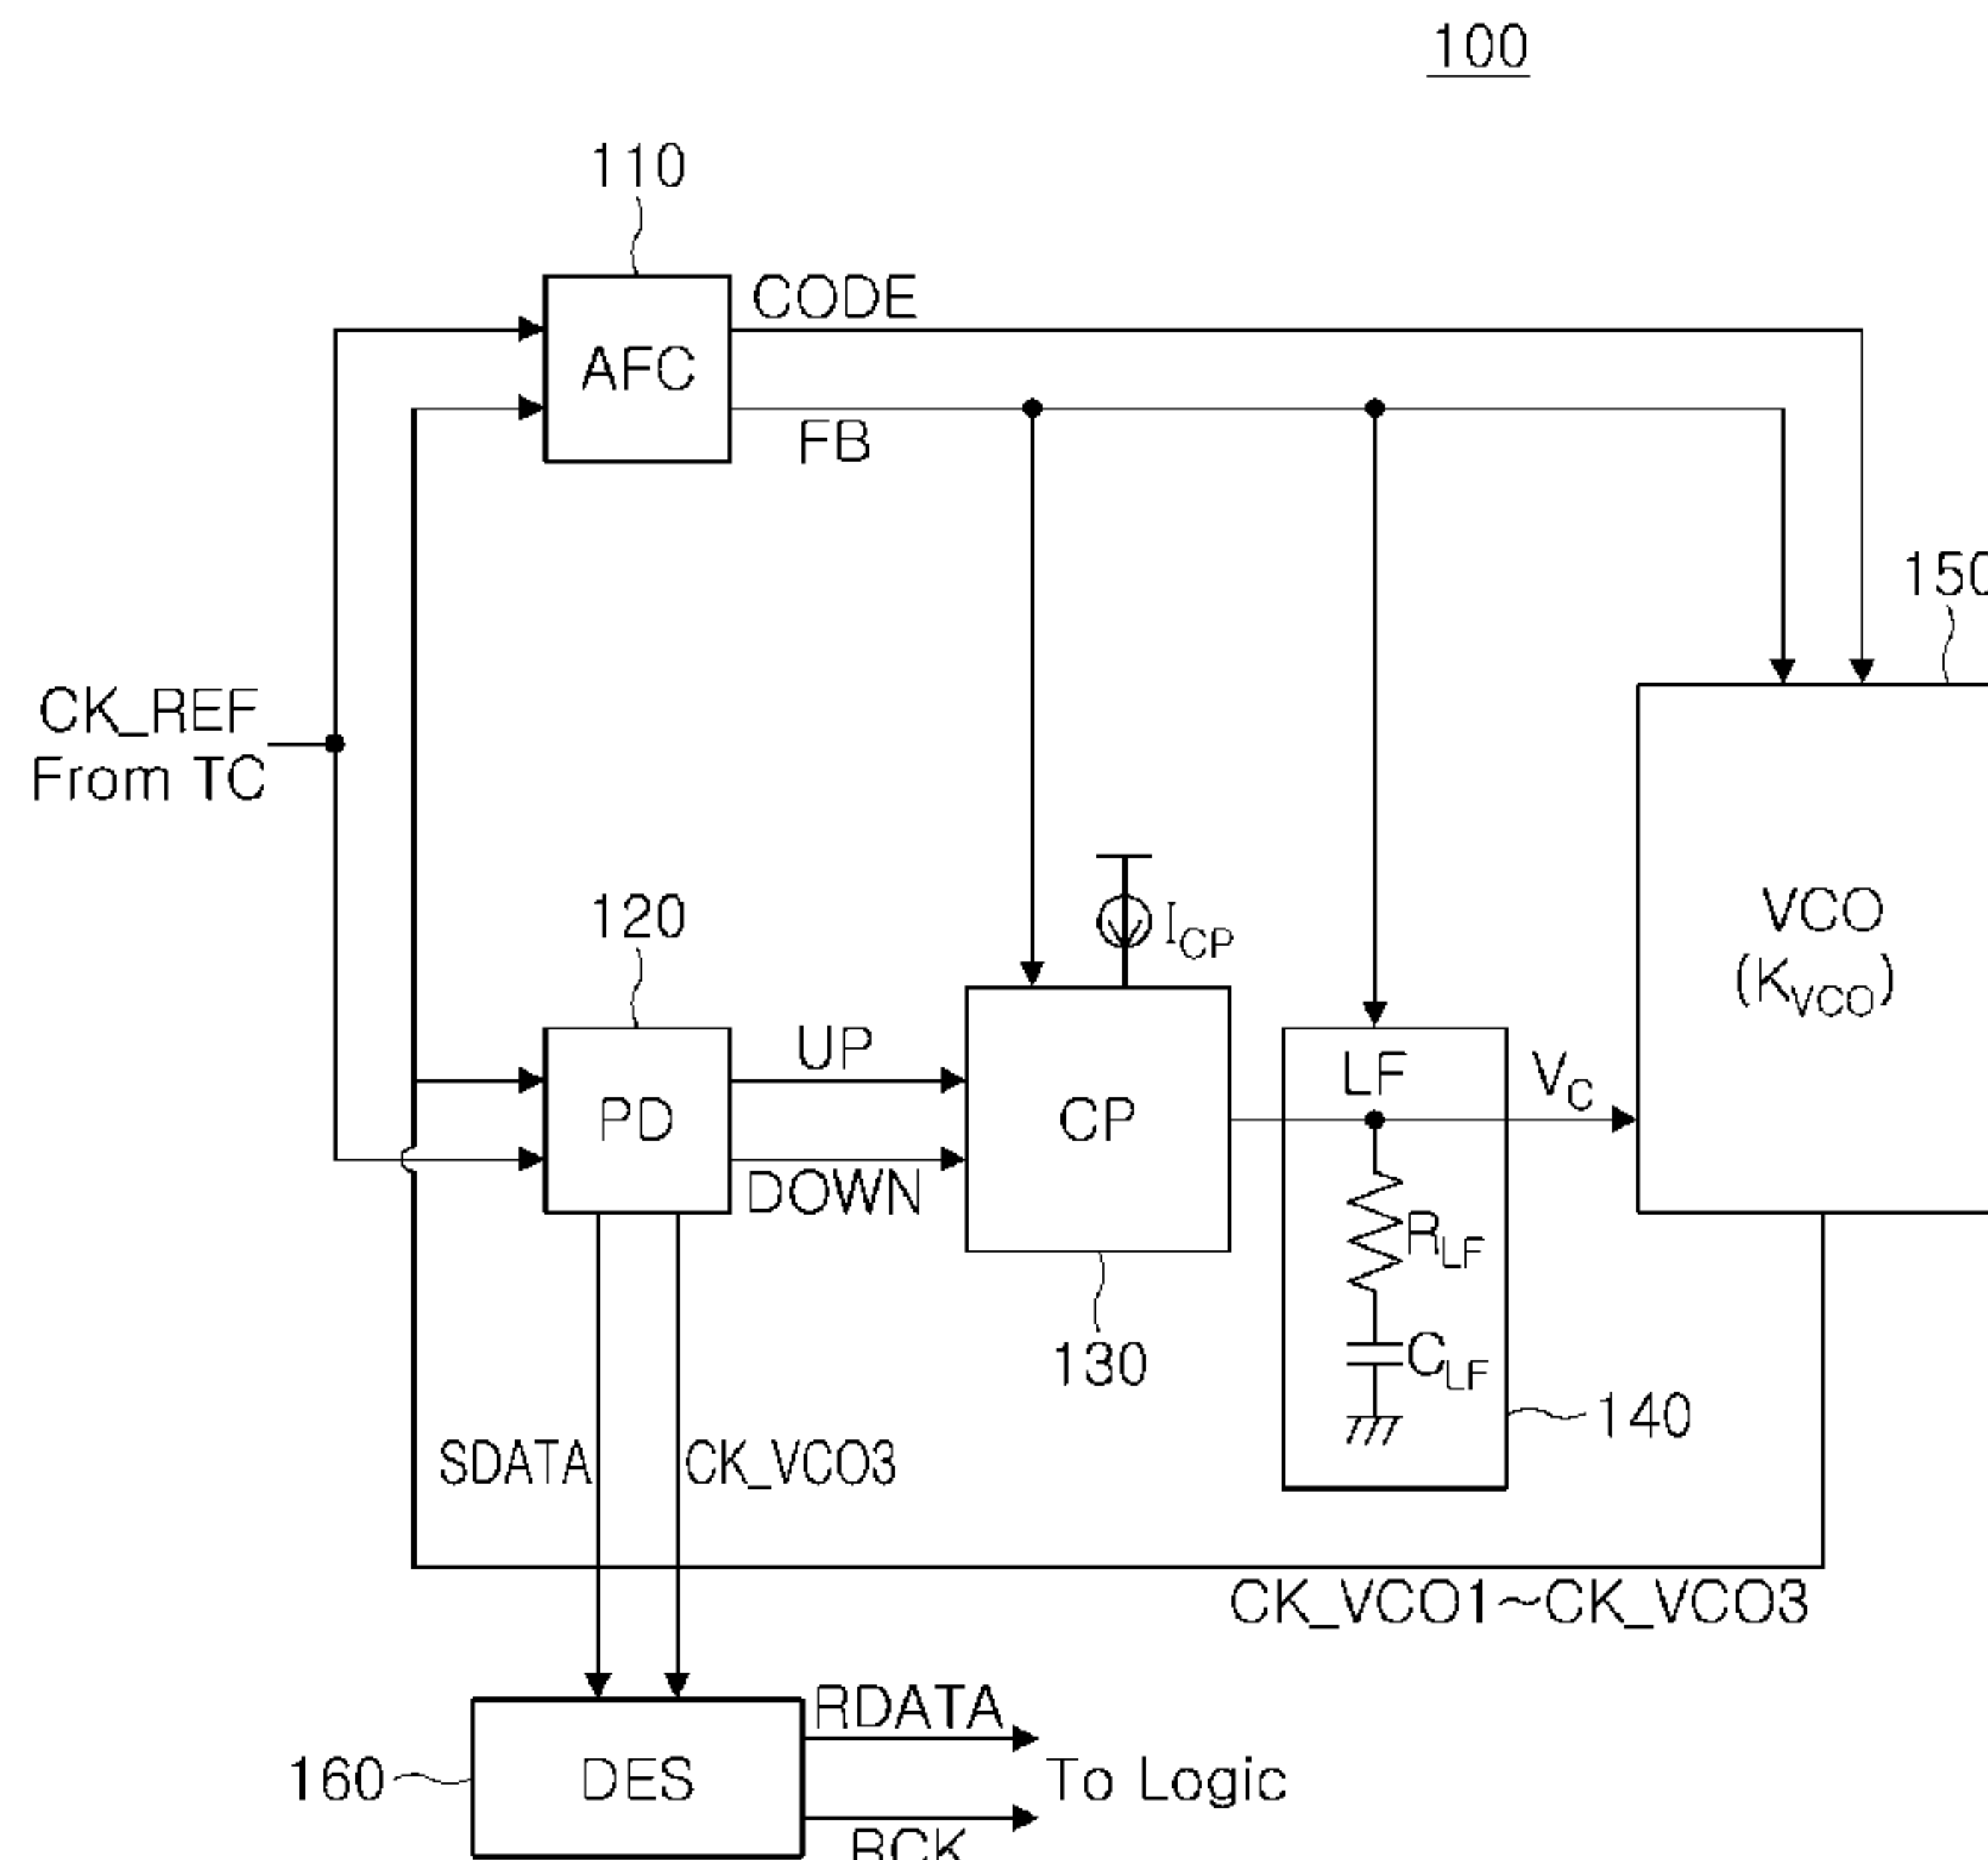 100
110
CODE
AFC
FB
150
CK_REF
From TC
120
I_CP
VCO
(K_VCO)
UP
LF
V_C
PD
CP
DOWN
R_LF
130
C_LF
140
SDATA
CK_VCO3
CK_VCO1~CK_VCO3
RDATA
160
DES
To Logic